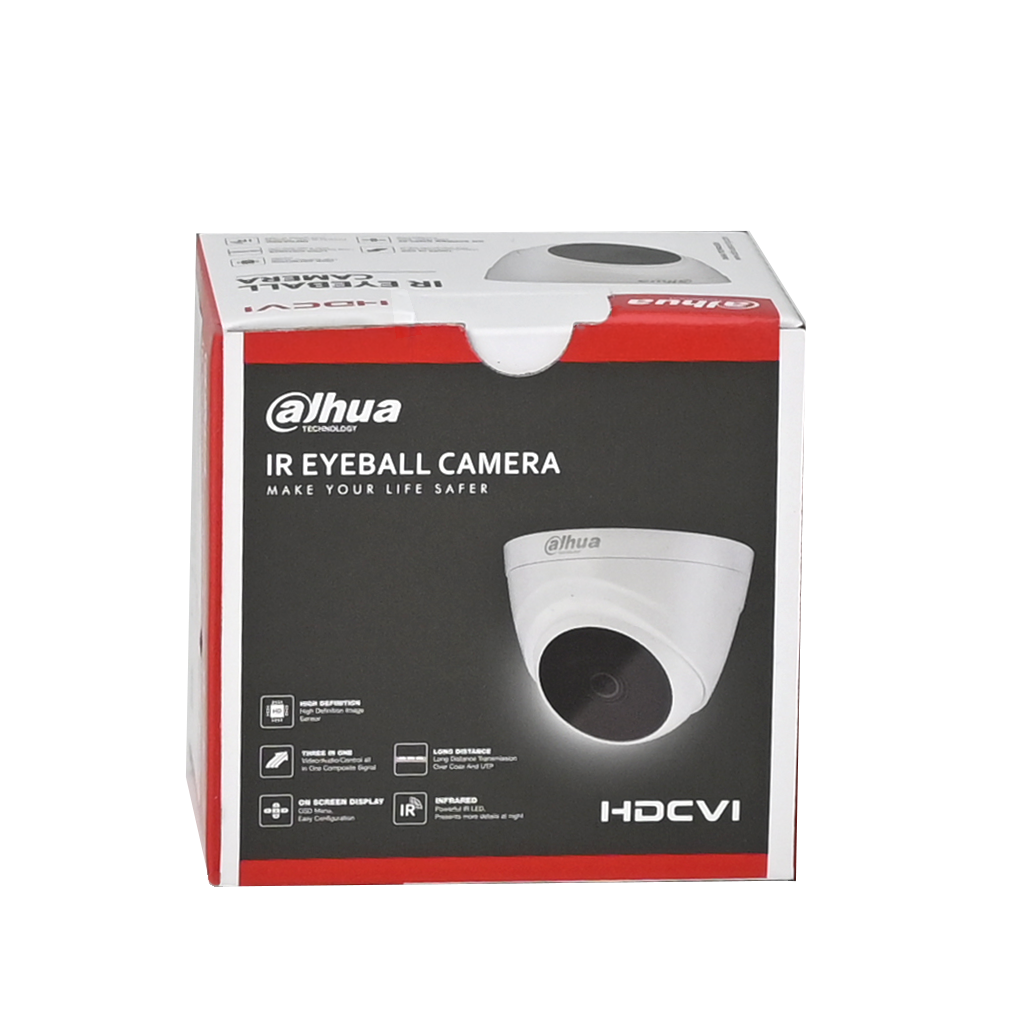 IR EYEBALL
CAMERA
HDCVI
alhua
alhua
TECHNOLOGY
IR EYEBALL CAMERA
MAKE YOUR LIFE SAFER
alhua
HIGH DEFINITION
High Definition Image
Sensor
THREE IN ONE
Video/Audio/Control all
in One Composite Signal
LONG DISTANCE
Long Distance Transmission
Over Coax And UTP
ON SCREEN DISPLAY
OSD Menu,
Easy Configuration
IR
INFRARED
Powerful IR LED,
Presents more details at night
HDCVI